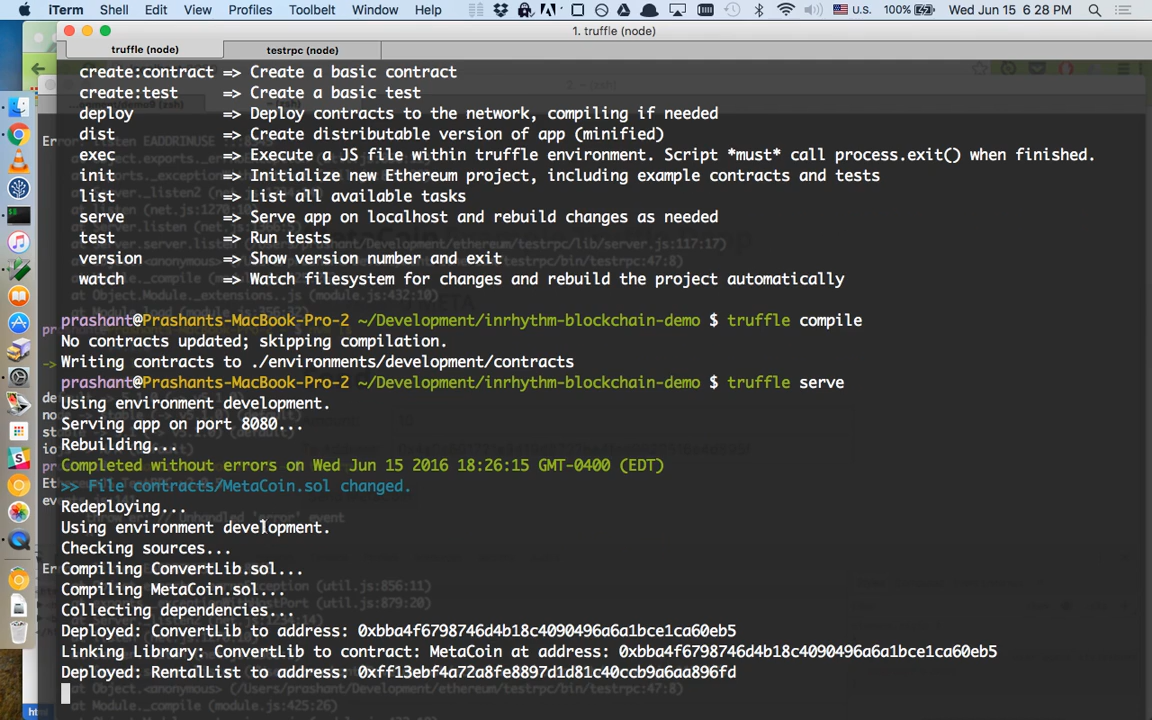 iTerm Shell Edit View Profiles Toolbelt Window Help U.S. 100% Wed Jun 15 6:28 PM
1. truffle (node)
truffle (node) testrpc (node)
create:contract => Create a basic contract
create:test => Create a basic test
deploy => Deploy contracts to the network, compiling if needed
dist => Create distributable version of app (minified)
exec => Execute a JS file within truffle environment. Script *must* call process.exit() when finished.
init => Initialize new Ethereum project, including example contracts and tests
list => List all available tasks
serve => Serve app on localhost and rebuild changes as needed
test => Run tests
version => Show version number and exit
watch => Watch filesystem for changes and rebuild the project automatically
prashant@Prashants-MacBook-Pro-2 ~/Development/inrhythm-blockchain-demo $ truffle compile
No contracts updated; skipping compilation.
Writing contracts to ./environments/development/contracts
prashant@Prashants-MacBook-Pro-2 ~/Development/inrhythm-blockchain-demo $ truffle serve
Using environment development.
Serving app on port 8080...
Rebuilding...
Completed without errors on Wed Jun 15 2016 18:26:15 GMT-0400 (EDT)
>> File contracts/MetaCoin.sol changed.
Redeploying...
Using environment development.
Checking sources...
Compiling ConvertLib.sol...
Compiling MetaCoin.sol...
Collecting dependencies...
Deployed: ConvertLib to address: 0xbba4f6798746d4b18c4090496a6a1bce1ca60eb5
Linking Library: ConvertLib to contract: MetaCoin at address: 0xbba4f6798746d4b18c4090496a6a1bce1ca60eb5
Deployed: RentalList to address: 0xff13ebf4a72a8fe8897d1d81c40ccb9a6aa896fd